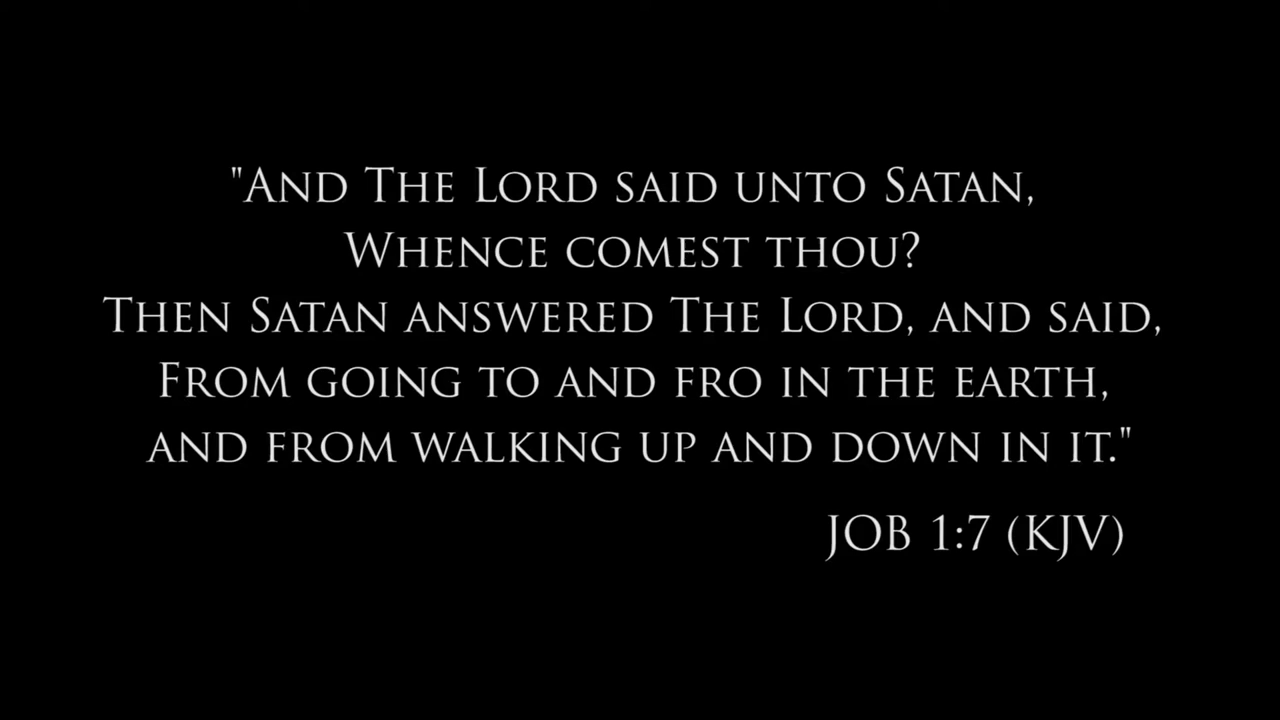 "And The Lord said unto Satan,
Whence comest thou?
Then Satan answered The Lord, and said,
From going to and fro in the earth,
and from walking up and down in it."
JOB 1:7 (KJV)